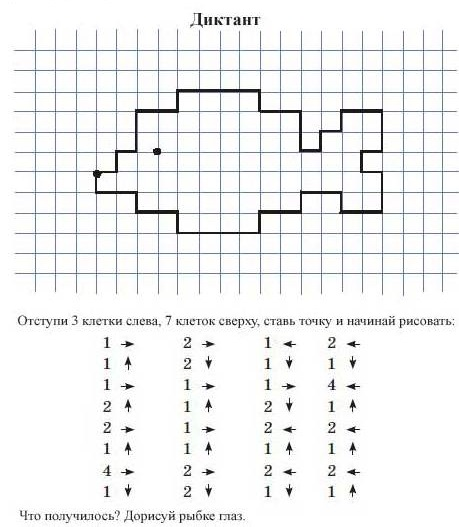 Диктант
Отступи 3 клетки слева, 7 клеток сверху, ставь точку и начинай рисовать:
1 → 2 → 1 ← 2 ←
1 ↑ 2 ↓ 1 ↓ 1 ↓
1 → 1 → 1 → 4 ←
2 ↑ 1 ↑ 2 ↓ 1 ↑
2 → 1 → 2 ← 2 ←
1 ↑ 1 ↑ 1 ↑ 1 ↑
4 → 2 → 2 ← 2 ←
1 ↓ 2 ↓ 1 ↓ 1 ↑
Что получилось? Дорисуй рыбке глаз.